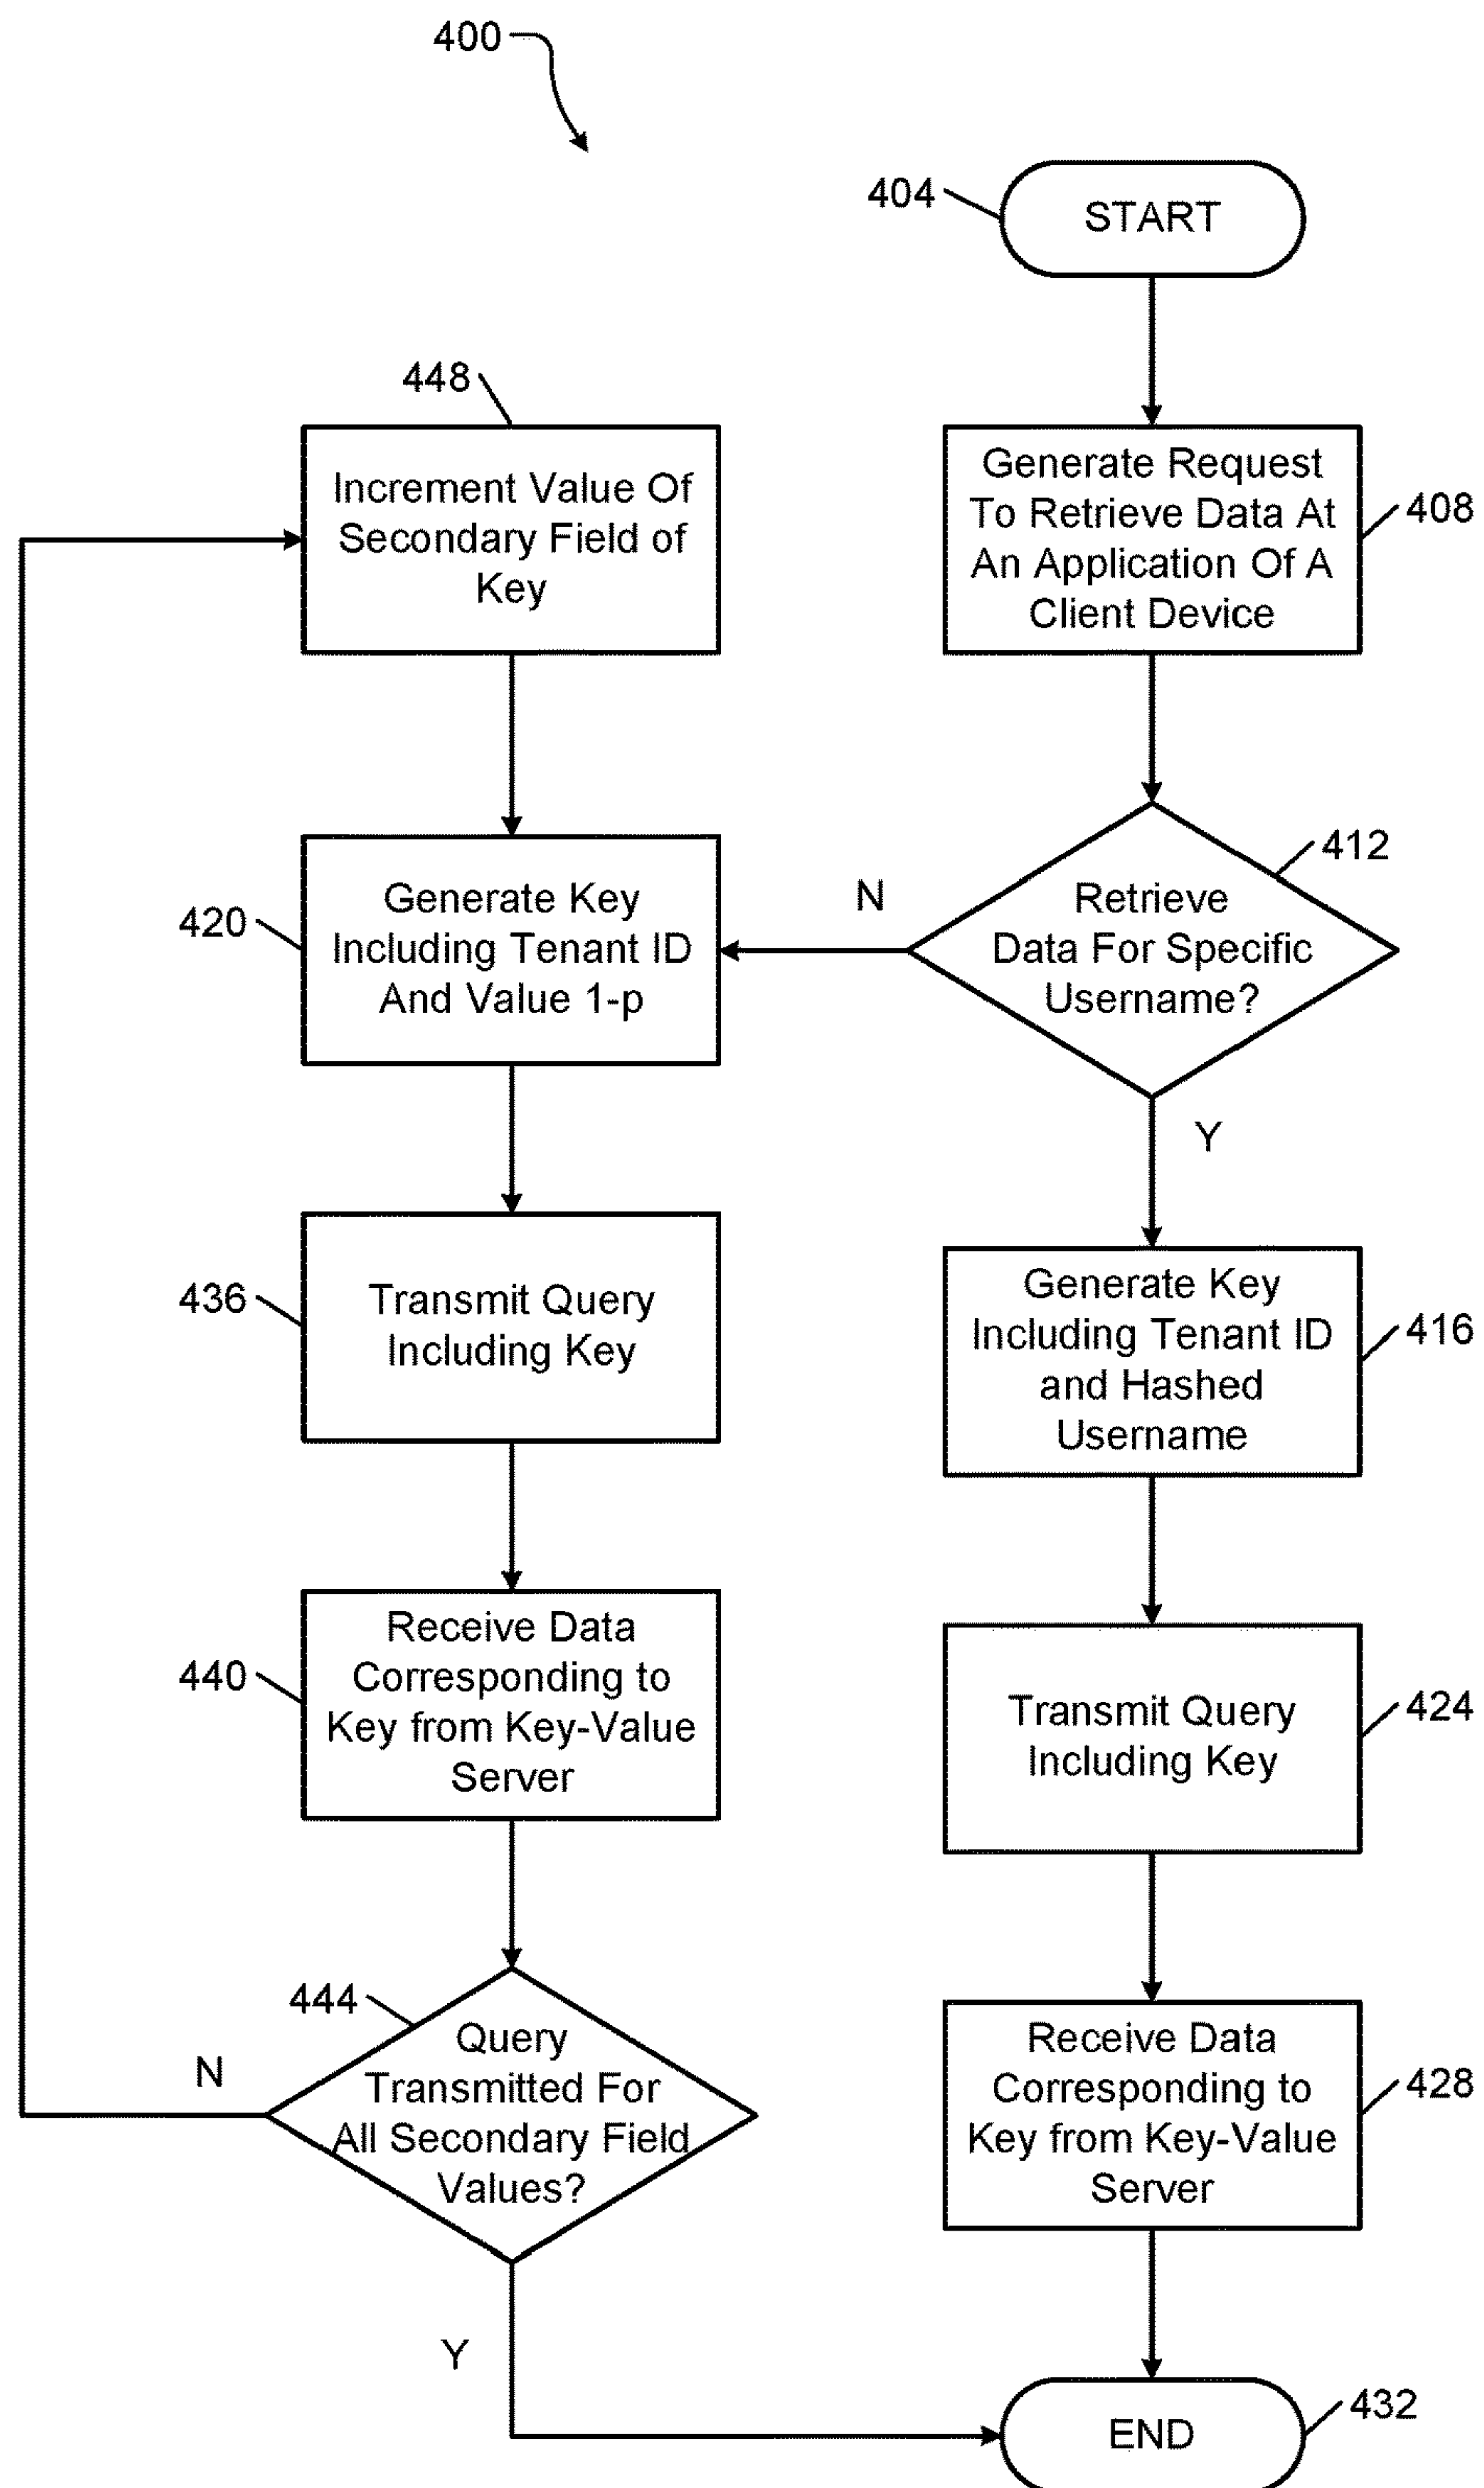 400
404
START
448
Increment Value Of
Secondary Field of
Key
Generate Request
To Retrieve Data At
An Application Of A
Client Device
408
412
Retrieve
Data For Specific
Username?
N
Y
420
Generate Key
Including Tenant ID
And Value 1-p
436
Transmit Query
Including Key
Generate Key
Including Tenant ID
and Hashed
Username
416
440
Receive Data
Corresponding to
Key from Key-Value
Server
Transmit Query
Including Key
424
444
Query
Transmitted For
All Secondary Field
Values?
N
Y
Receive Data
Corresponding to
Key from Key-Value
Server
428
END
432